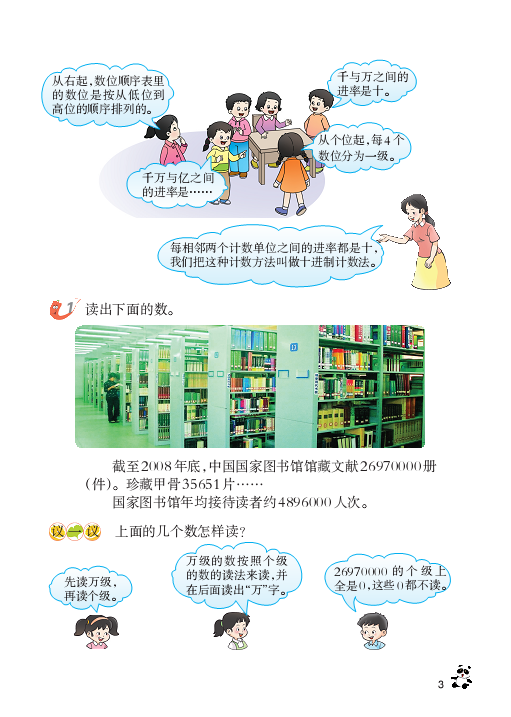 从右起，数位顺序表里
的数位是按从低位到
高位的顺序排列的。
千与万之间的
进率是十。
从个位起，每4个
数位分为一级。
千万与亿之间
的进率是……
每相邻两个计数单位之间的进率都是十，
我们把这种计数方法叫做十进制计数法。
1 读出下面的数。
截至2008年底，中国国家图书馆馆藏文献26970000册
（件）。珍藏甲骨35651片……
国家图书馆年均接待读者约4896000人次。
议一议 上面的几个数怎样读？
先读万级，
再读个级。
万级的数按照个级
的数的读法来读，并
在后面读出“万”字。
26970000的个级上
全是0，这些0都不读。
3